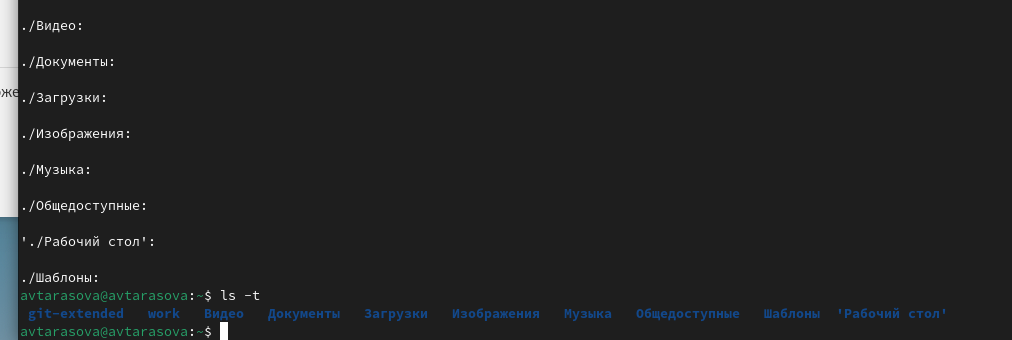 ./Видео:
./Документы:
./Загрузки:
./Изображения:
./Музыка:
./Общедоступные:
'./Рабочий стол':
./Шаблоны:
avtarasova@avtarasova:~$ ls -t
git-extended work Видео Документы Загрузки Изображения Музыка Общедоступные Шаблоны 'Рабочий стол'
avtarasova@avtarasova:~$